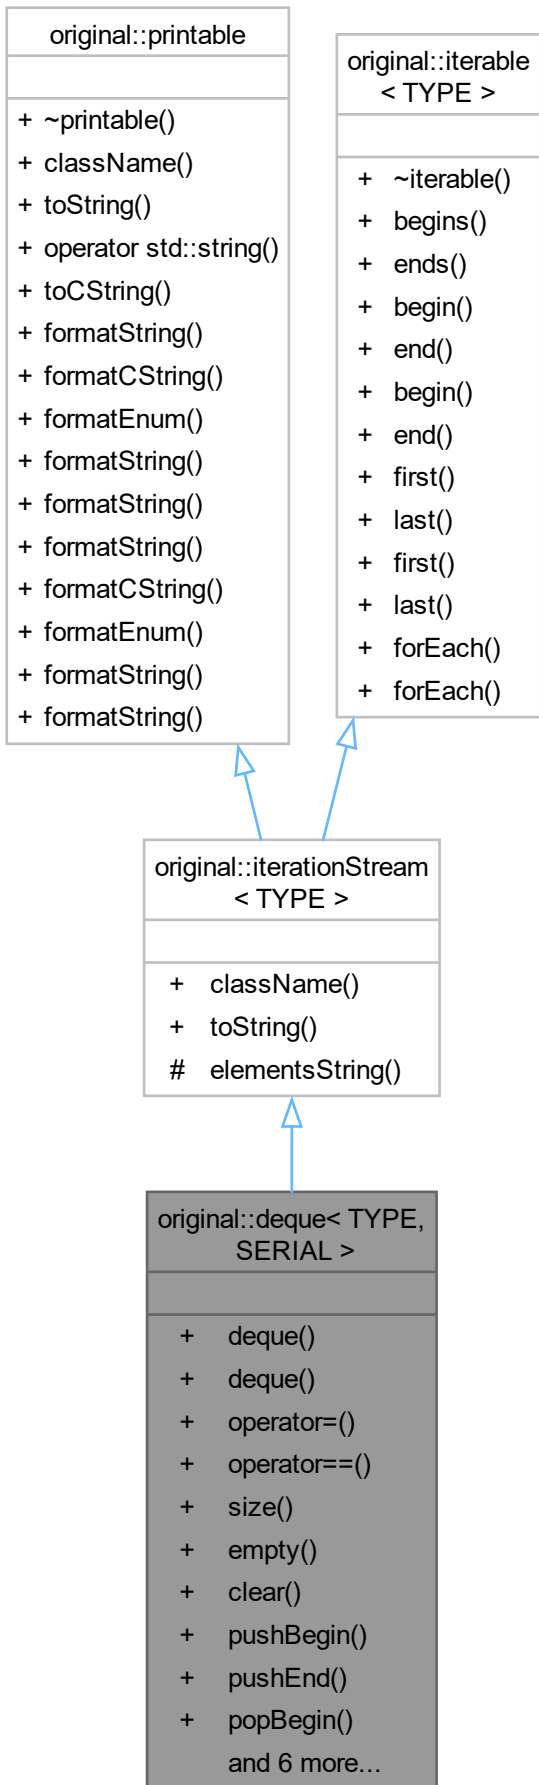 original::printable
+ ~printable()
+ className()
+ toString()
+ operator std::string()
+ toCString()
+ formatString()
+ formatCString()
+ formatEnum()
+ formatString()
+ formatString()
+ formatString()
+ formatCString()
+ formatEnum()
+ formatString()
+ formatString()
original::iterable
< TYPE >
+ ~iterable()
+ begins()
+ ends()
+ begin()
+ end()
+ begin()
+ end()
+ first()
+ last()
+ first()
+ last()
+ forEach()
+ forEach()
original::iterationStream
< TYPE >
+ className()
+ toString()
# elementsString()
original::deque< TYPE,
SERIAL >
+ deque()
+ deque()
+ operator=()
+ operator==()
+ size()
+ empty()
+ clear()
+ pushBegin()
+ pushEnd()
+ popBegin()
and 6 more...